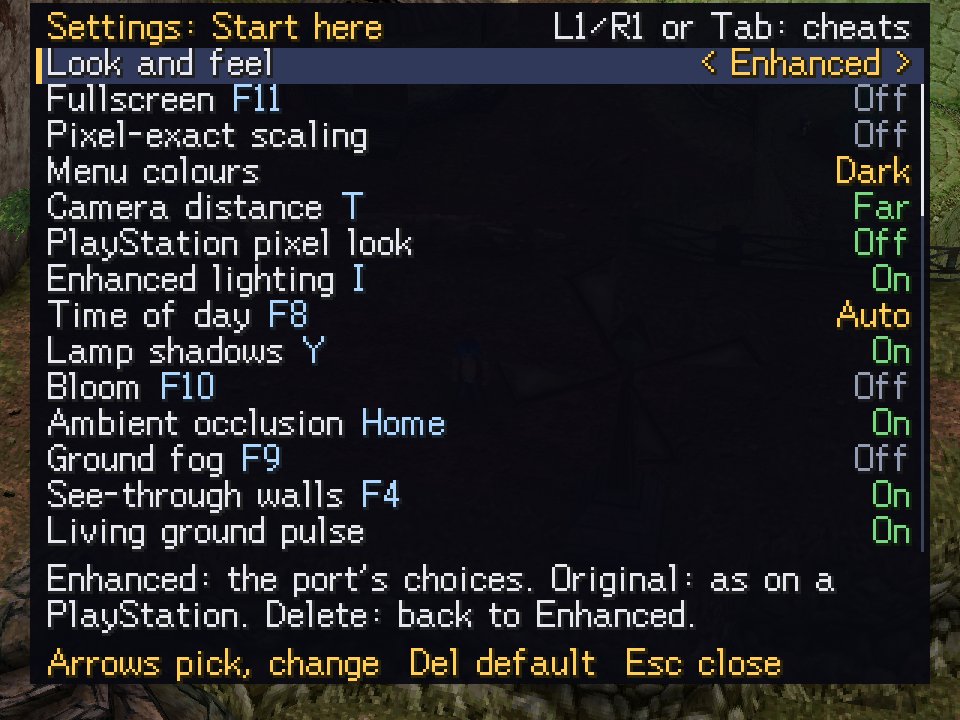 Settings: Start here L1/R1 or Tab: cheats
Look and feel < Enhanced >
Fullscreen F11 Off
Pixel-exact scaling Off
Menu colours Dark
Camera distance T Far
PlayStation pixel look Off
Enhanced lighting I On
Time of day F8 Auto
Lamp shadows Y On
Bloom F10 Off
Ambient occlusion Home On
Ground fog F9 Off
See-through walls F4 On
Living ground pulse On
Enhanced: the port's choices. Original: as on a
PlayStation. Delete: back to Enhanced.
Arrows pick, change Del default Esc close